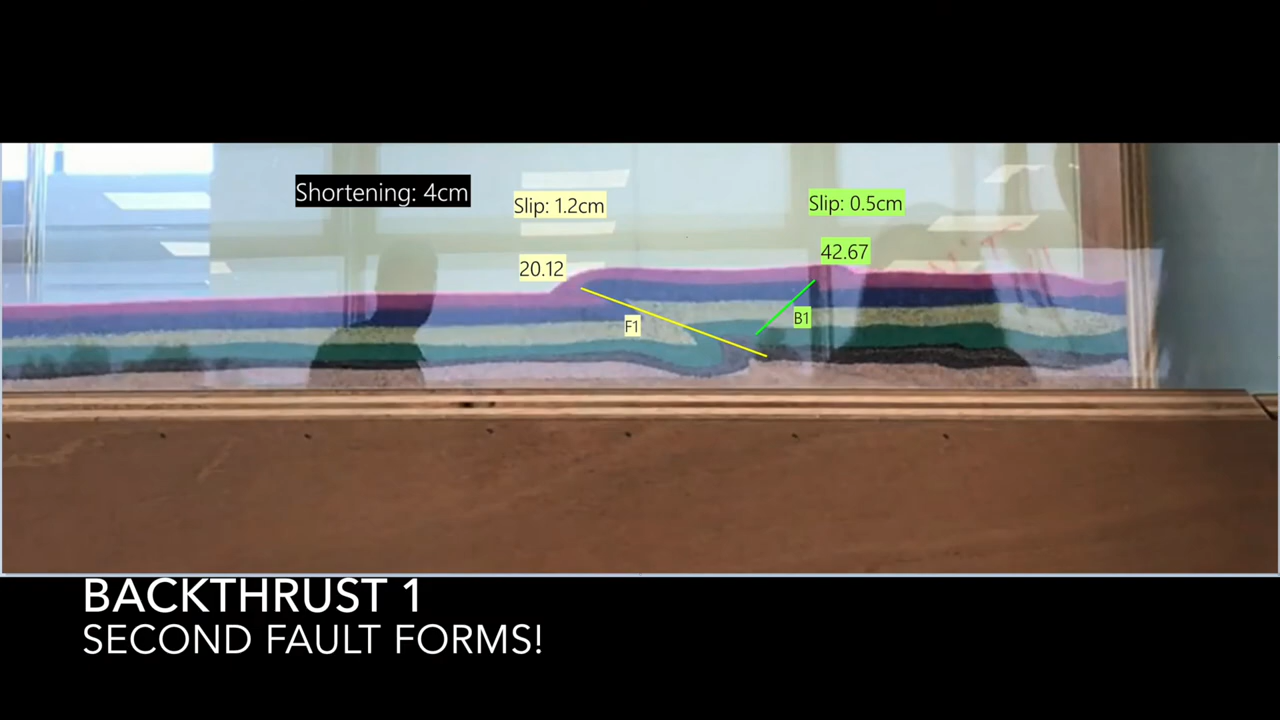 Shortening: 4cm
Slip: 1.2cm
Slip: 0.5cm
20.12
42.67
F1
B1
BACKTHRUST 1
SECOND FAULT FORMS!